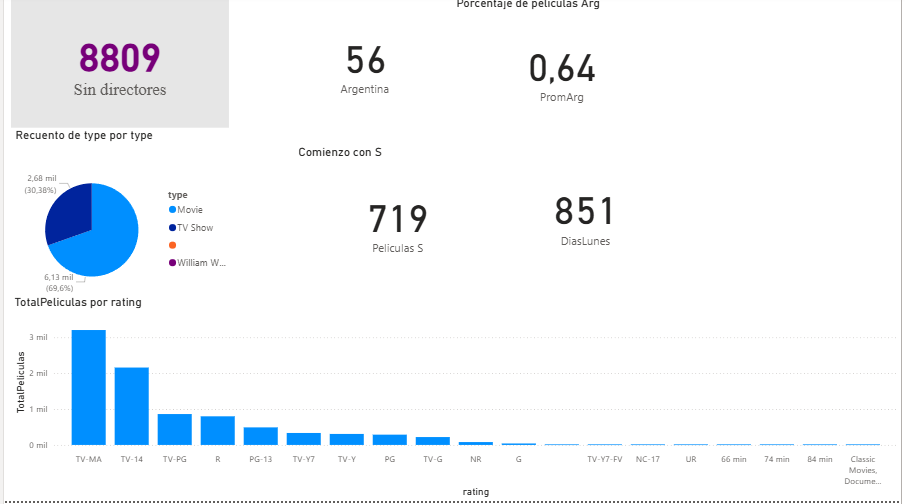 Porcentaje de peliculas Arg
8809
Sin directores
56
Argentina
0,64
PromArg
Recuento de type por type
Comienzo con S
2,68 mil
(30,38%)
type
Movie
TV Show
William W...
6,13 mil
(69,6%)
719
Peliculas S
851
DiasLunes
TotalPeliculas por rating
TotalPeliculas
3 mil
2 mil
1 mil
0 mil
TV-MA
TV-14
TV-PG
R
PG-13
TV-Y7
TV-Y
PG
TV-G
NR
G
TV-Y7-FV
NC-17
UR
66 min
74 min
84 min
Classic
Movies,
Docume...
rating